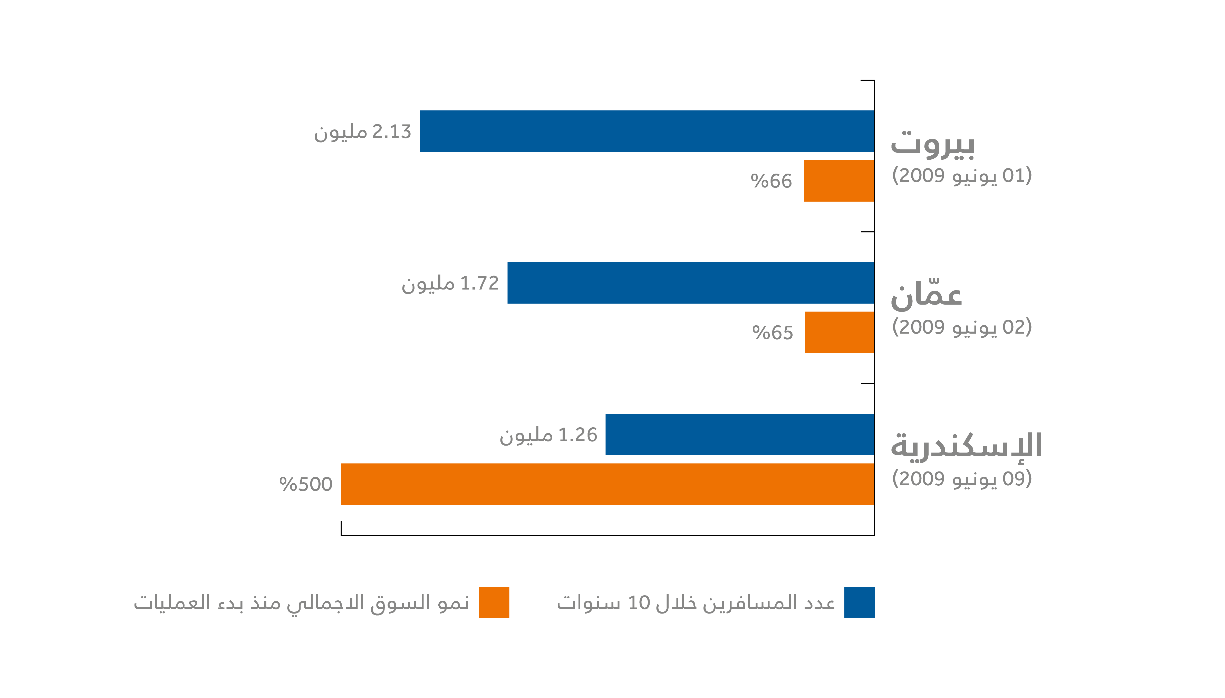 بيروت
(01 يونيو 2009)
2.13 مليون
%66
عمّان
(02 يونيو 2009)
1.72 مليون
%65
الإسكندرية
(09 يونيو 2009)
1.26 مليون
%500
عدد المسافرين خلال 10 سنوات
نمو السوق الاجمالي منذ بدء العمليات